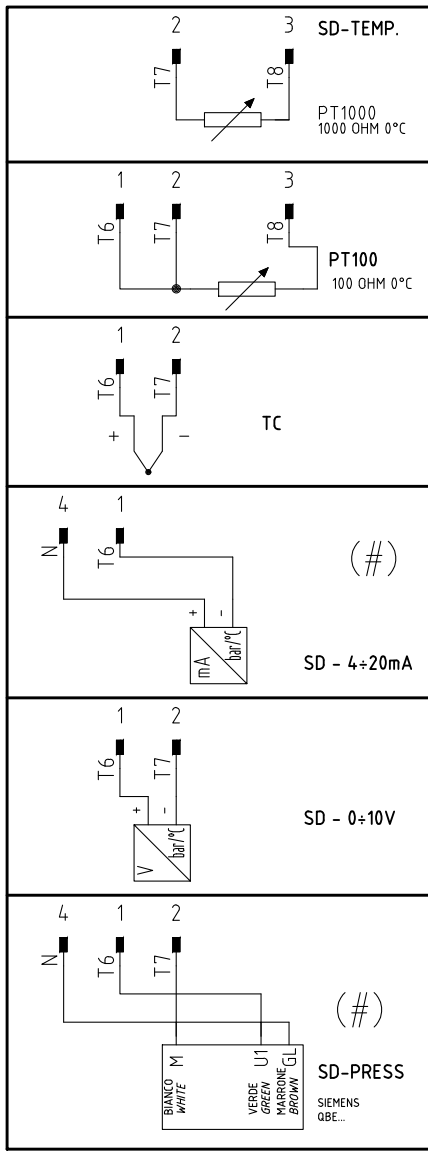 2 3 SD-TEMP.
T7 T8
PT1000
1000 OHM 0°C
1 2 3
T6 T7 T8
PT100
100 OHM 0°C
1 2
T6 T7
+ -
TC
4 1
N T6
(#)
+ -
mA bar/°C
SD - 4÷20mA
1 2
T6 T7
+ -
V bar/°C
SD - 0÷10V
4 1 2
N T6 T7
(#)
M U1 GL
BIANCO
WHITE
VERDE
GREEN
MARRONE
BROWN
SD-PRESS
SIEMENS
QBE...